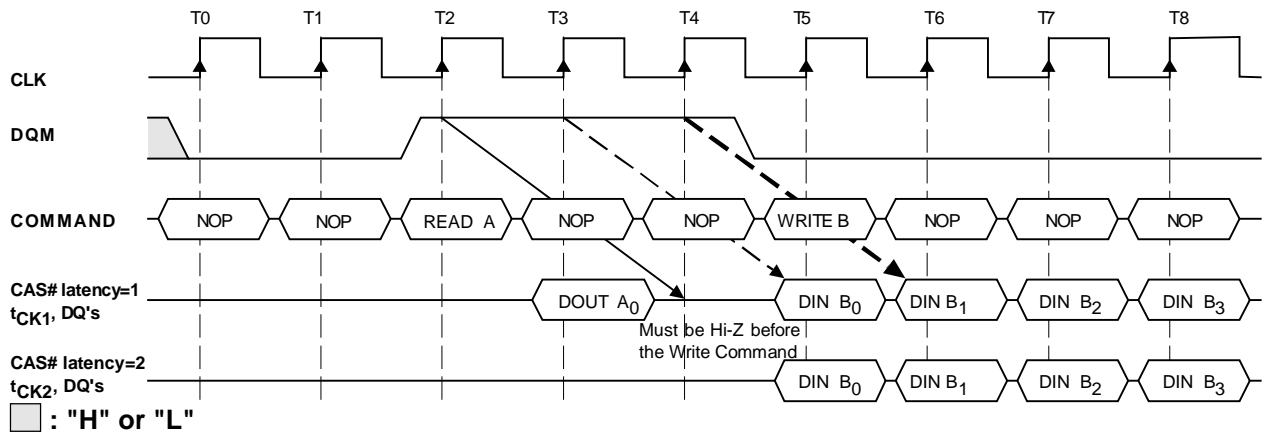 T0 T1 T2 T3 T4 T5 T6 T7 T8
CLK
DQM
COMMAND NOP NOP READ A NOP NOP WRITE B NOP NOP NOP
CAS# latency=1
tCK1, DQ's
DOUT A0 DIN B0 DIN B1 DIN B2 DIN B3
Must be Hi-Z before
the Write Command
CAS# latency=2
tCK2, DQ's
DIN B0 DIN B1 DIN B2 DIN B3
: "H" or "L"